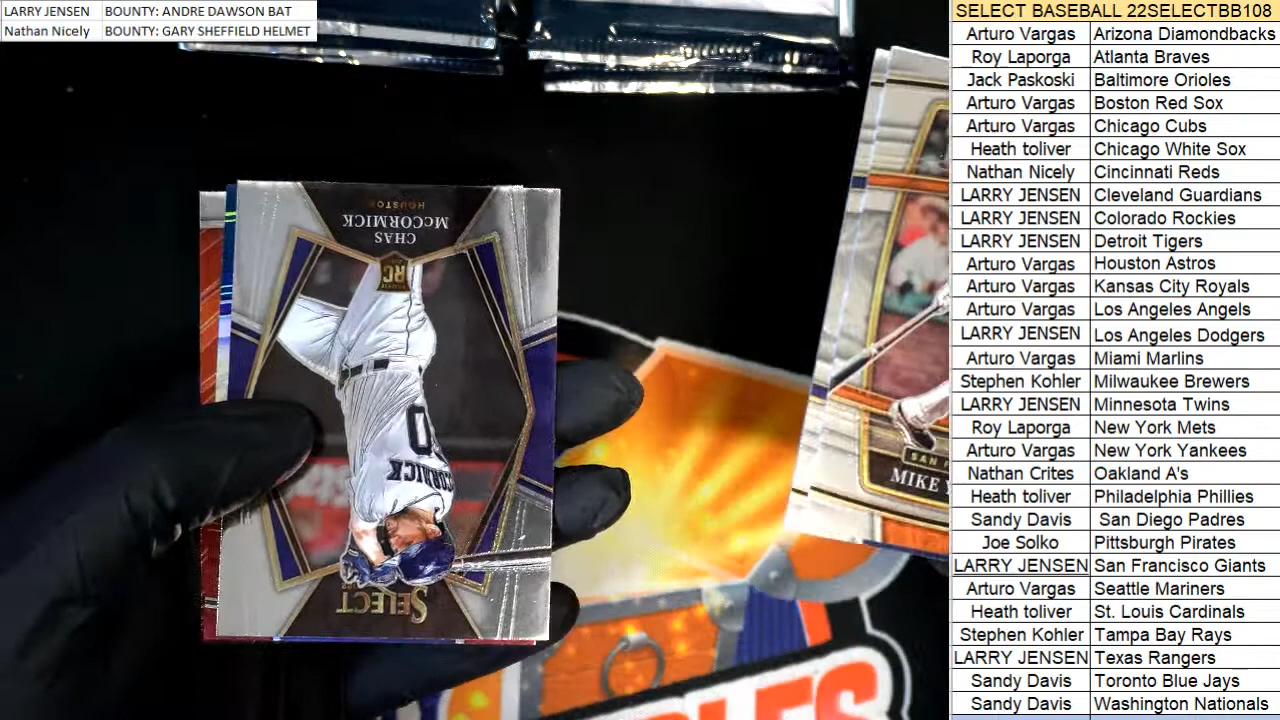 LARRY JENSEN BOUNTY: ANDRE DAWSON BAT
Nathan Nicely BOUNTY: GARY SHEFFIELD HELMET
SELECT BASEBALL 22SELECTBB108
Arturo Vargas Arizona Diamondbacks
Roy Laporga Atlanta Braves
Jack Paskoski Baltimore Orioles
Arturo Vargas Boston Red Sox
Arturo Vargas Chicago Cubs
Heath toliver Chicago White Sox
Nathan Nicely Cincinnati Reds
LARRY JENSEN Cleveland Guardians
LARRY JENSEN Colorado Rockies
LARRY JENSEN Detroit Tigers
Arturo Vargas Houston Astros
Arturo Vargas Kansas City Royals
Arturo Vargas Los Angeles Angels
LARRY JENSEN Los Angeles Dodgers
Arturo Vargas Miami Marlins
Stephen Kohler Milwaukee Brewers
LARRY JENSEN Minnesota Twins
Roy Laporga New York Mets
Arturo Vargas New York Yankees
Nathan Crites Oakland A's
Heath toliver Philadelphia Phillies
Sandy Davis San Diego Padres
Joe Solko Pittsburgh Pirates
LARRY JENSEN San Francisco Giants
Arturo Vargas Seattle Mariners
Heath toliver St. Louis Cardinals
Stephen Kohler Tampa Bay Rays
LARRY JENSEN Texas Rangers
Sandy Davis Toronto Blue Jays
Sandy Davis Washington Nationals
HOUSTON
CHAS
McCORMICK
RC
SELECT
SAN
MIKE